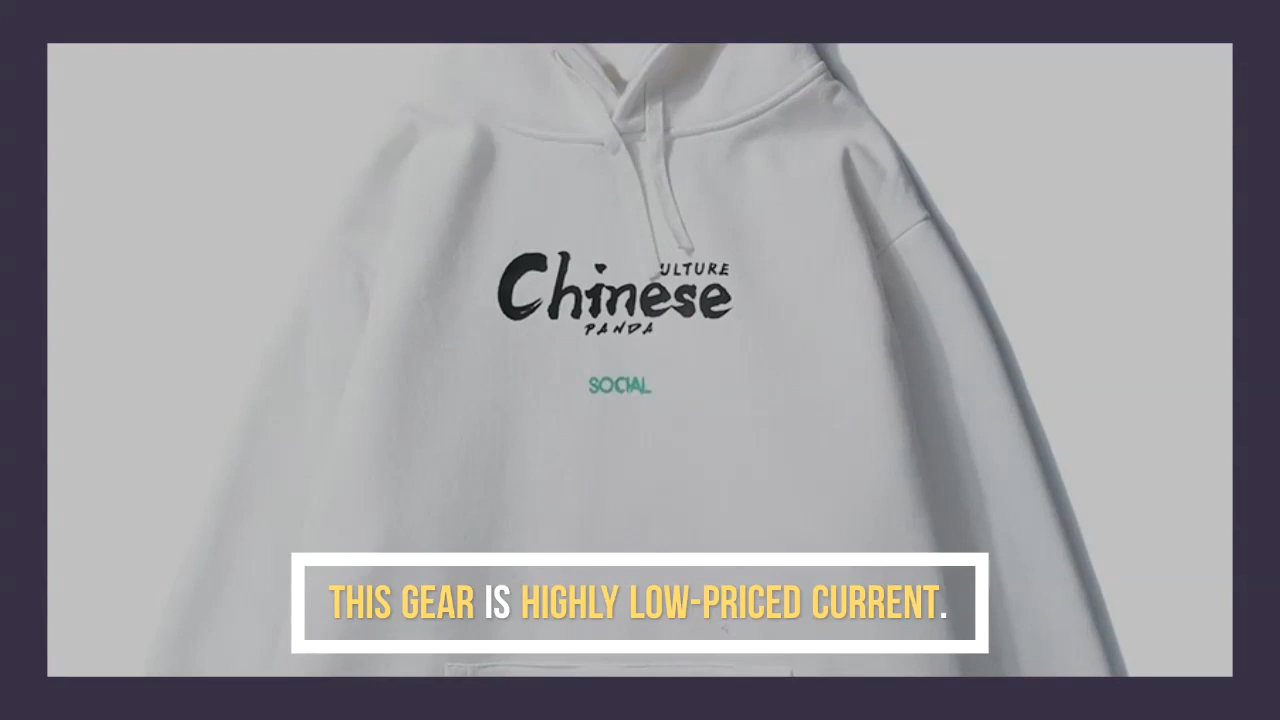 ULTURE
Chinese
PANDA
SOCIAL
THIS GEAR IS HIGHLY LOW-PRICED CURRENT.